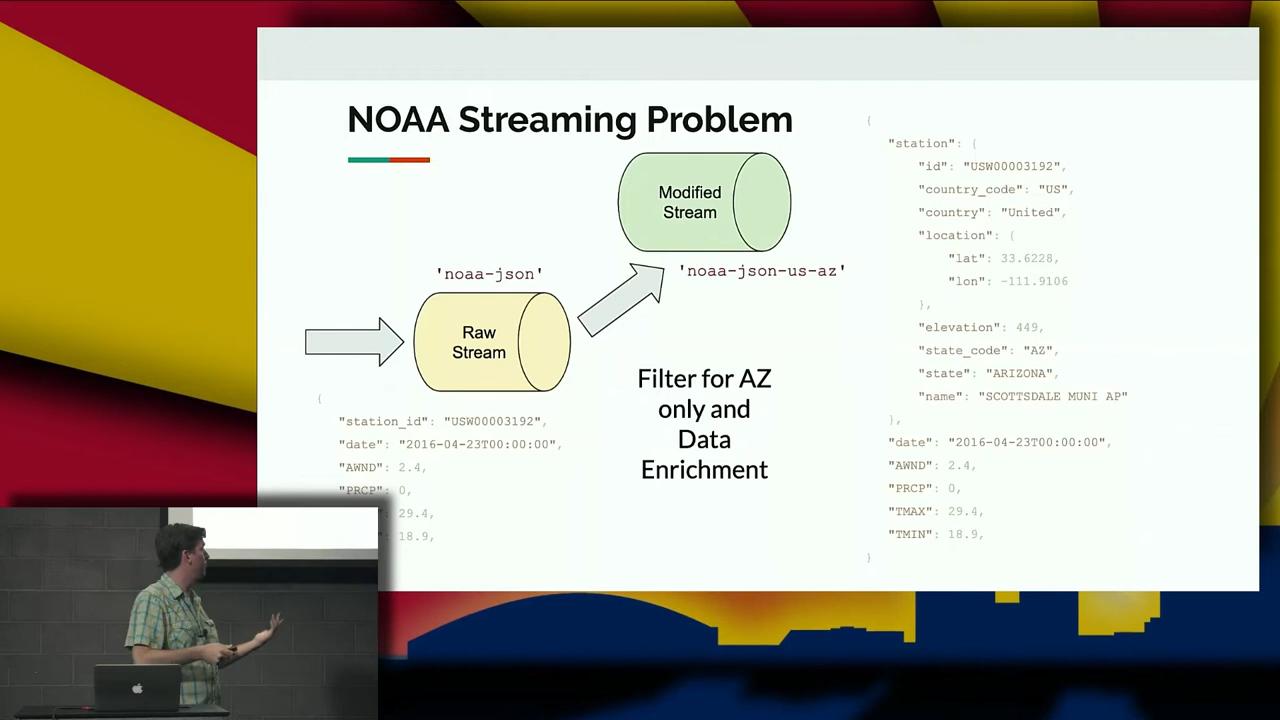 NOAA Streaming Problem
'noaa-json'
Raw
Stream
{
"station_id": "USW00003192",
"date": "2016-04-23T00:00:00",
"AWND": 2.4,
"PRCP": 0,
29.4,
18.9,
Modified
Stream
'noaa-json-us-az'
Filter for AZ
only and
Data
Enrichment
{
"station": {
"id": "USW00003192",
"country_code": "US",
"country": "United",
"location": {
"lat": 33.6228,
"lon": -111.9106
},
"elevation": 449,
"state_code": "AZ",
"state": "ARIZONA",
"name": "SCOTTSDALE MUNI AP"
},
"date": "2016-04-23T00:00:00",
"AWND": 2.4,
"PRCP": 0,
"TMAX": 29.4,
"TMIN": 18.9,
}